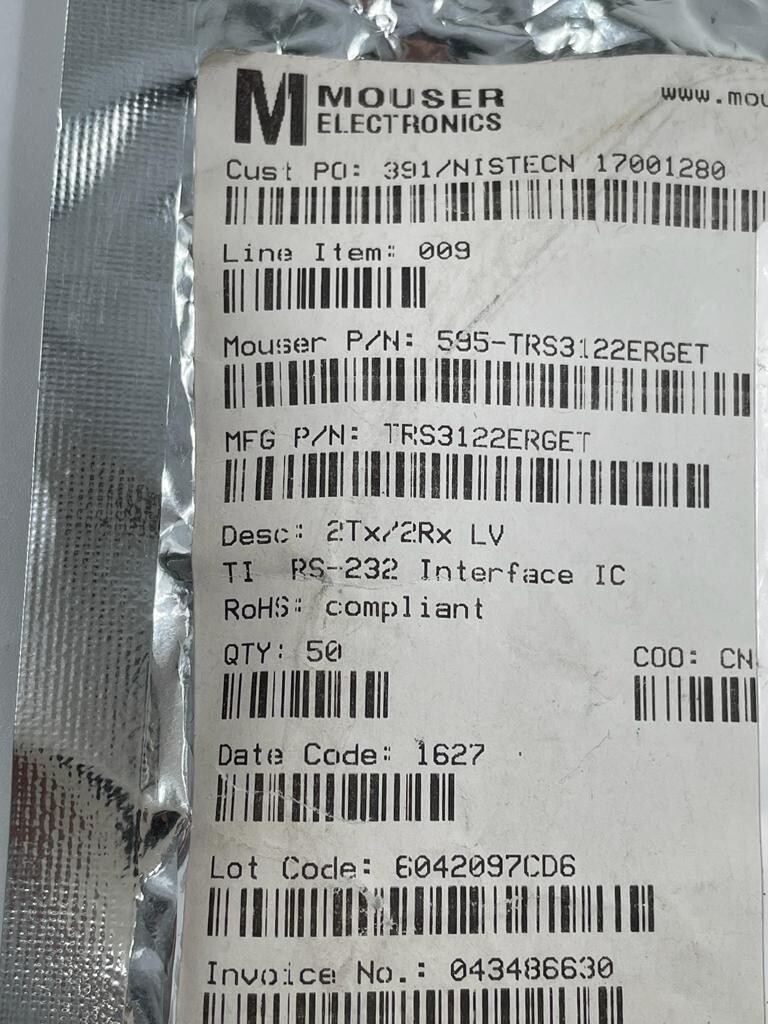 MOUSER
ELECTRONICS
www.mou
Cust PO: 391/NISTECN 17001280
Line Item: 009
Mouser P/N: 595-TRS3122ERGET
MFG P/N: TRS3122ERGET
Desc: 2Tx/2Rx LV
TI RS-232 Interface IC
RoHS: compliant
QTY: 50 COO: CN
Date Code: 1627
Lot Code: 6042097CD6
Invoice No.: 043486630